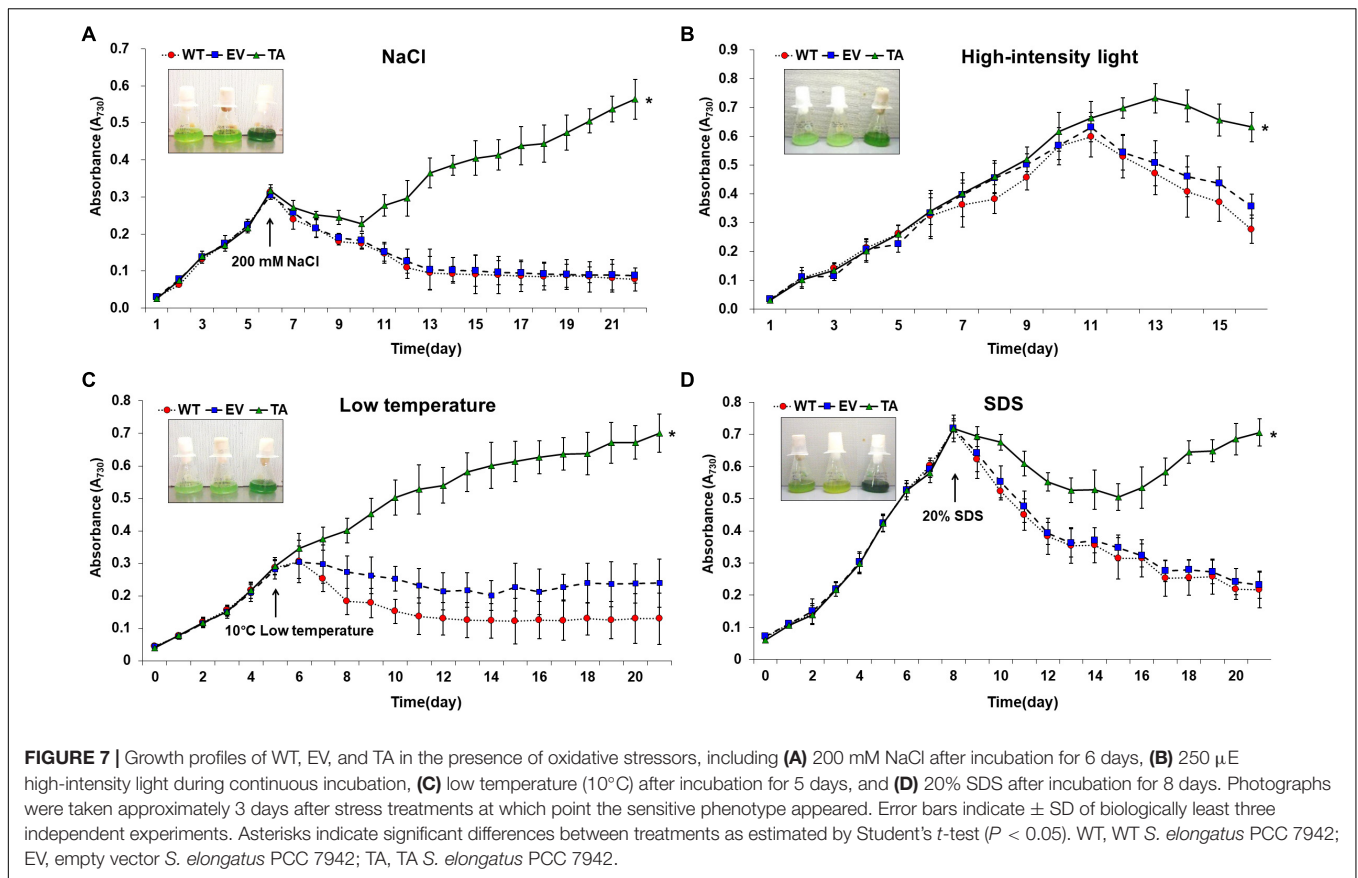 A
NaCl
WT EV TA
Absorbance (A730)
0.7
0.6
0.5
0.4
0.3
0.2
0.1
0.0
*
200 mM NaCl
1 3 5 7 9 11 13 15 17 19 21
Time(day)
B
High-intensity light
WT EV TA
Absorbance (A730)
0.9
0.8
0.7
0.6
0.5
0.4
0.3
0.2
0.1
0.0
*
1 3 5 7 9 11 13 15
Time(day)
C
Low temperature
WT EV TA
Absorbance (A730)
0.8
0.7
0.6
0.5
0.4
0.3
0.2
0.1
0
*
10°C Low temperature
0 2 4 6 8 10 12 14 16 18 20
Time(day)
D
SDS
WT EV TA
Absorbance (A730)
0.8
0.7
0.6
0.5
0.4
0.3
0.2
0.1
0
*
20% SDS
0 2 4 6 8 10 12 14 16 18 20
Time(day)
FIGURE 7 | Growth profiles of WT, EV, and TA in the presence of oxidative stressors, including (A) 200 mM NaCl after incubation for 6 days, (B) 250 μE
high-intensity light during continuous incubation, (C) low temperature (10°C) after incubation for 5 days, and (D) 20% SDS after incubation for 8 days. Photographs
were taken approximately 3 days after stress treatments at which point the sensitive phenotype appeared. Error bars indicate ± SD of biologically least three
independent experiments. Asterisks indicate significant differences between treatments as estimated by Student's t-test (P < 0.05). WT, WT S. elongatus PCC 7942;
EV, empty vector S. elongatus PCC 7942; TA, TA S. elongatus PCC 7942.